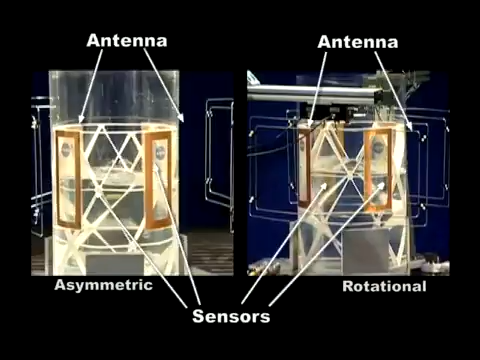 Antenna
Antenna
Asymmetric
Rotational
Sensors